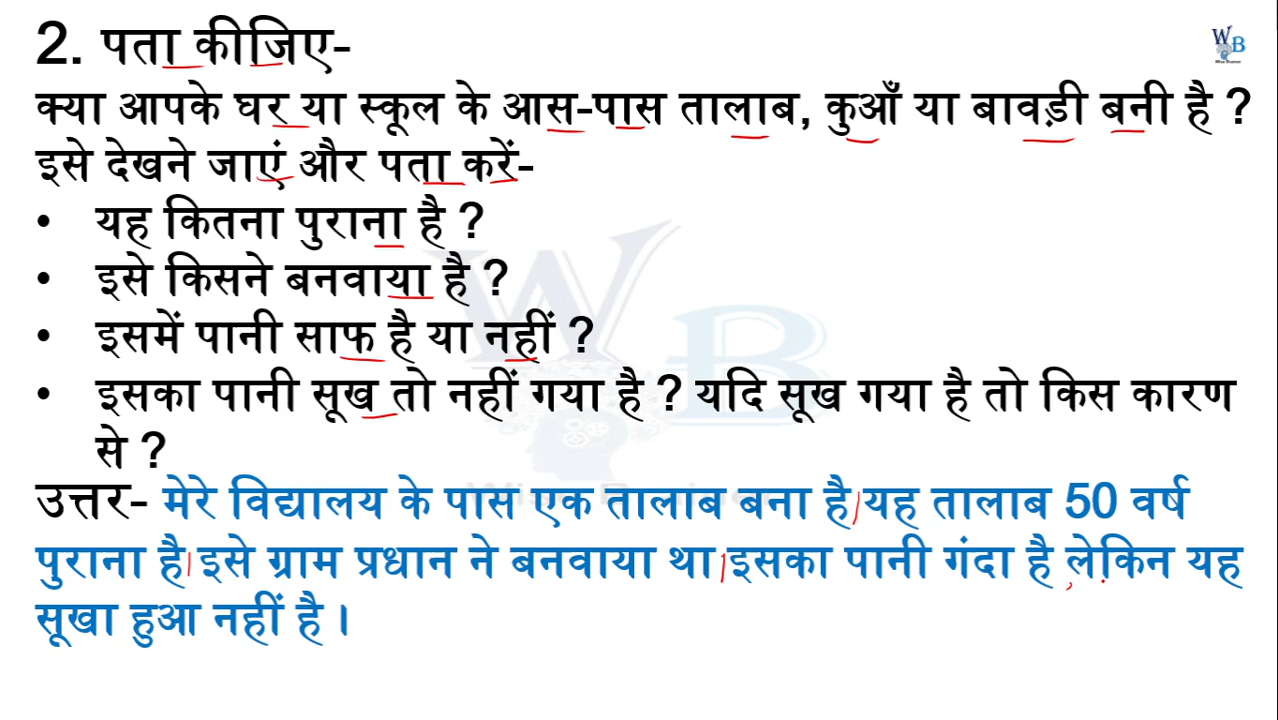 2. पता कीजिए-
W B
क्या आपके घर या स्कूल के आस-पास तालाब, कुआँ या बावड़ी बनी है ?
इसे देखने जाएं और पता करें-
• यह कितना पुराना है ?
• इसे किसने बनवाया है ?
• इसमें पानी साफ है या नहीं ?
• इसका पानी सूख तो नहीं गया है ? यदि सूख गया है तो किस कारण
से ?
उत्तर- मेरे विद्यालय के पास एक तालाब बना है।यह तालाब 50 वर्ष
पुराना है।इसे ग्राम प्रधान ने बनवाया था।इसका पानी गंदा है लेकिन यह
सूखा हुआ नहीं है ।